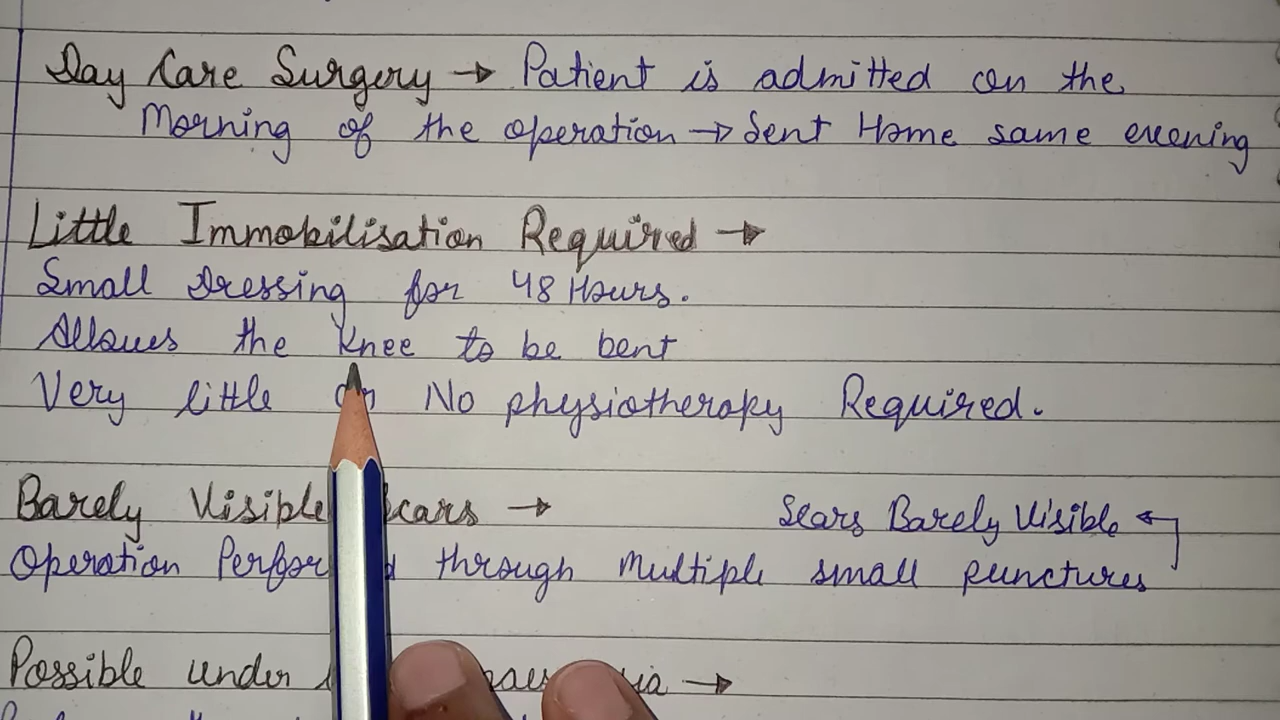 Day Care Surgery → Patient is admitted on the
Morning of the operation → Sent Home same evening
Little Immobilisation Required →
Small Dressing for 48 Hours.
Allows the Knee to be bent
Very little or No physiotherapy Required.
Barely Visible Scars →
Scars Barely Visible ←
Operation through Multiple small punctures
Possible under →